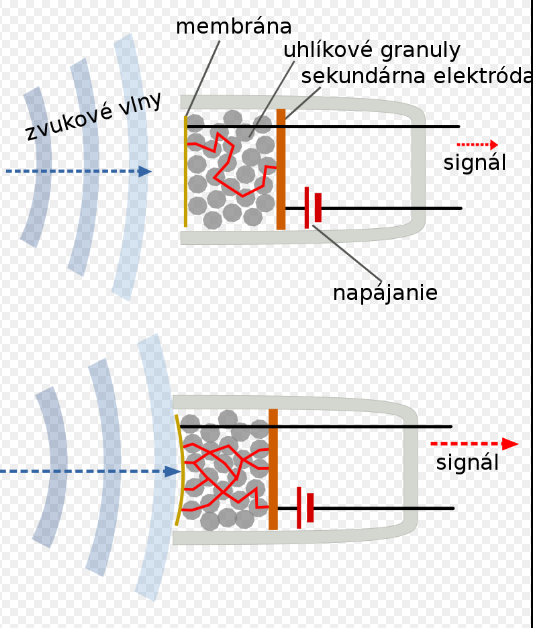 membrána
uhlíkové granuly
sekundárna elektróda
zvukové vlny
signál
napájanie
signál